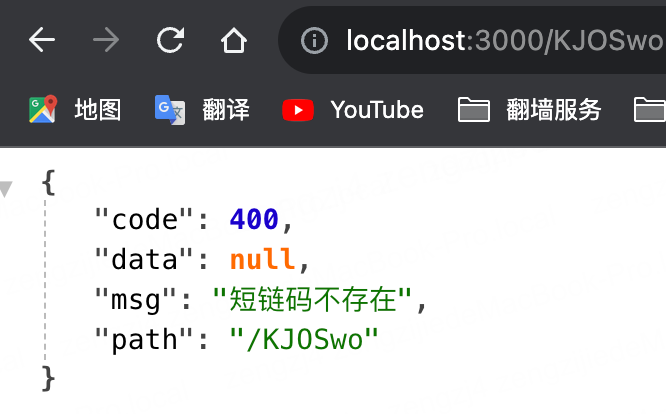 localhost:3000/KJOSwo
地图 翻译 YouTube 翻墙服务
{
"code": 400,
"data": null,
"msg": "短链码不存在",
"path": "/KJOSwo"
}